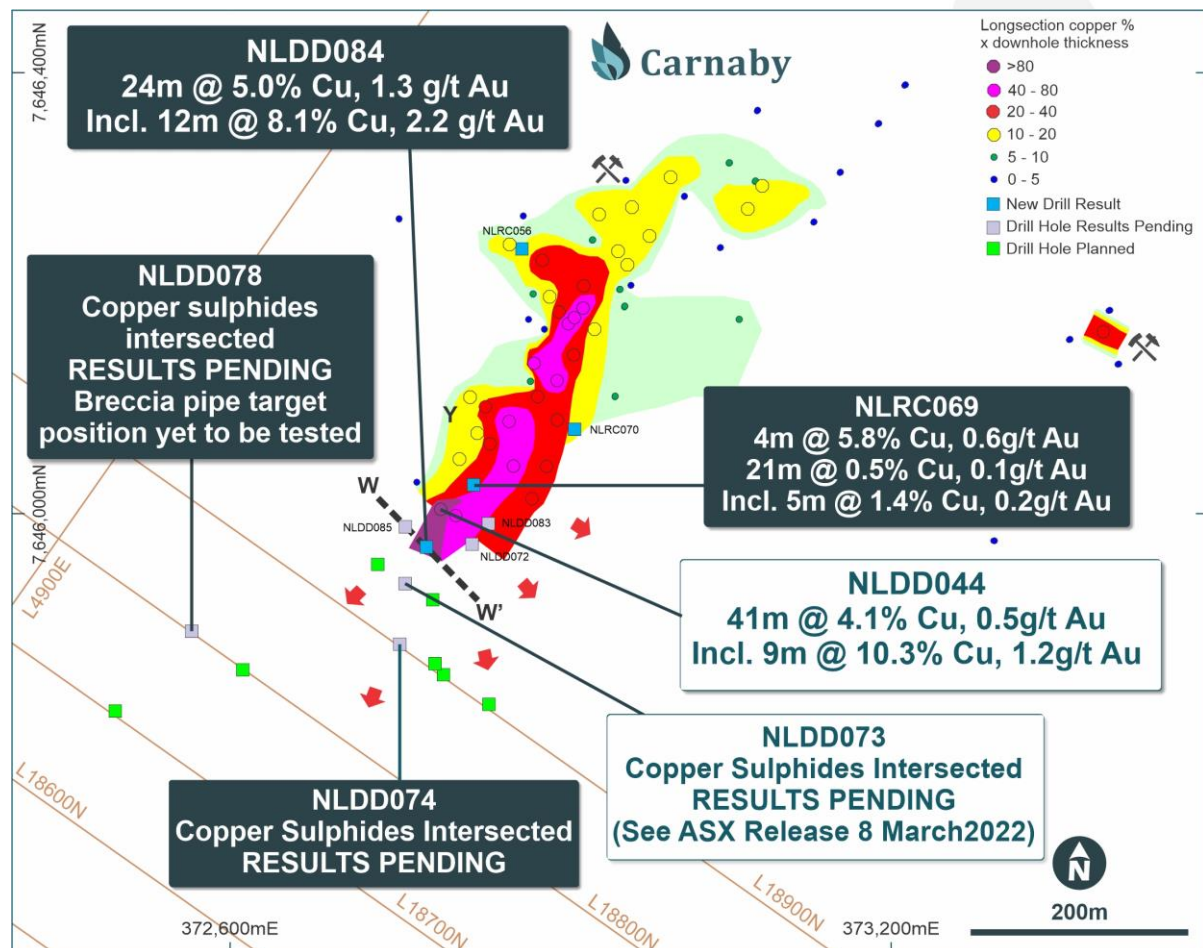 7,646,400mN
NLDD084
24m @ 5.0% Cu, 1.3 g/t Au
Incl. 12m @ 8.1% Cu, 2.2 g/t Au
Carnaby
Longsection copper %
x downhole thickness
>80
40 - 80
20 - 40
10 - 20
5 - 10
0 - 5
New Drill Result
Drill Hole Results Pending
Drill Hole Planned
NLRC056
NLDD078
Copper sulphides
intersected
RESULTS PENDING
Breccia pipe target
position yet to be tested
Y
NLRC070
NLRC069
4m @ 5.8% Cu, 0.6g/t Au
21m @ 0.5% Cu, 0.1g/t Au
Incl. 5m @ 1.4% Cu, 0.2g/t Au
7,646,000mN
W
NLDD085
NLDD083
NLDD072
W'
L4900E
NLDD044
41m @ 4.1% Cu, 0.5g/t Au
Incl. 9m @ 10.3% Cu, 1.2g/t Au
NLDD073
Copper Sulphides Intersected
RESULTS PENDING
(See ASX Release 8 March2022)
NLDD074
Copper Sulphides Intersected
RESULTS PENDING
L18600N
L18700N
L18800N
L18900N
372,600mE
373,200mE
N
200m